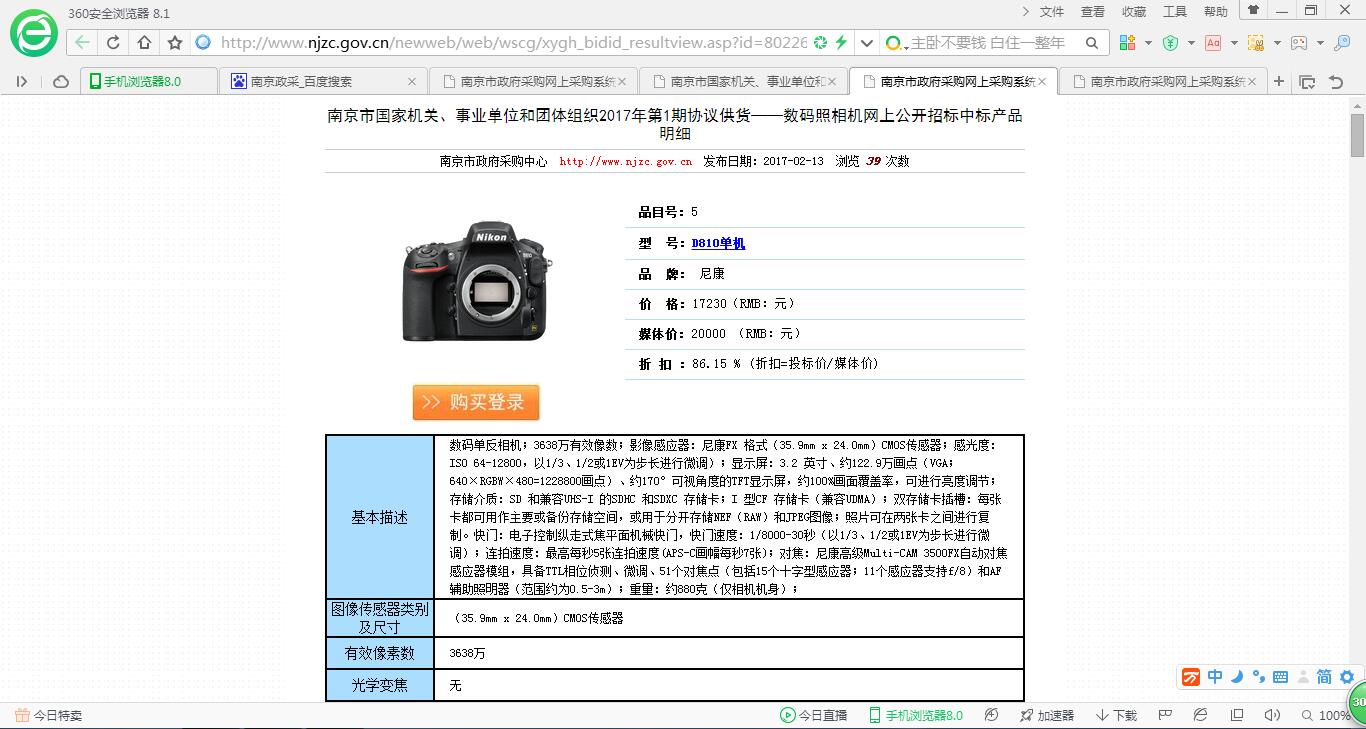 360安全浏览器 8.1
文件 查看 收藏 工具 帮助
http://www.njzc.gov.cn/newweb/web/wscg/xygh_bidid_resultview.asp?id=80226
主卧不要钱 白住一整年
手机浏览器8.0
南京政采_百度搜索
南京市政府采购网上采购系统
南京市国家机关、事业单位和
南京市政府采购网上采购系统
南京市政府采购网上采购系统
南京市国家机关、事业单位和团体组织2017年第1期协议供货——数码照相机网上公开招标中标产品
明细
南京市政府采购中心 http://www.njzc.gov.cn 发布日期：2017-02-13 浏览 39 次数
Nikon
D810
品目号：5
型 号：D810单机
品 牌： 尼康
价 格：17230（RMB：元）
媒体价：20000 （RMB：元）
折 扣 ：86.15 % (折扣=投标价/媒体价)
>> 购买登录
基本描述
数码单反相机；3638万有效像数；影像感应器：尼康FX 格式（35.9mm x 24.0mm）CMOS传感器；感光度：
ISO 64-12800，以1/3、1/2或1EV为步长进行微调）；显示屏：3.2 英寸、约122.9万画点（VGA；
640×RGBW×480=1228800画点）、约170° 可视角度的TFT显示屏，约100%画面覆盖率，可进行亮度调节；
存储介质：SD 和兼容UHS-I 的SDHC 和SDXC 存储卡；I 型CF 存储卡（兼容UDMA）；双存储卡插槽：每张
卡都可用作主要或备份存储空间，或用于分开存储NEF（RAW）和JPEG图像；照片可在两张卡之间进行复
制。快门：电子控制纵走式焦平面机械快门，快门速度：1/8000-30秒（以1/3、1/2或1EV为步长进行微
调）；连拍速度：最高每秒5张连拍速度(APS-C画幅每秒7张)；对焦：尼康高级Multi-CAM 3500FX自动对焦
感应器模组，具备TTL相位侦测、微调、51个对焦点（包括15个十字型感应器；11个感应器支持f/8）和AF
辅助照明器（范围约为0.5-3m）；重量：约880克（仅相机机身）；
图像传感器类别
及尺寸
（35.9mm x 24.0mm）CMOS传感器
有效像素数
3638万
光学变焦
无
中
简
30
今日特卖
今日直播 手机浏览器8.0 加速器 下载 100%